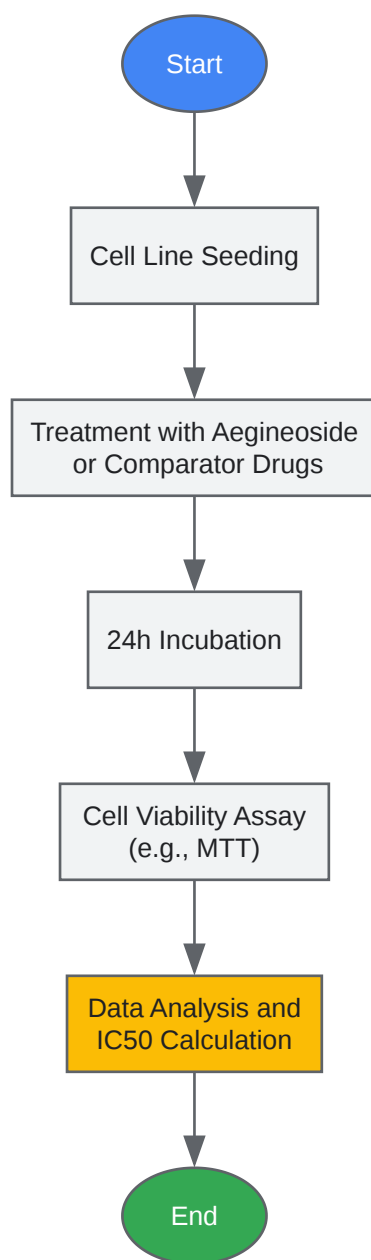 Start
Cell Line Seeding
Treatment with Aegineoside
or Comparator Drugs
24h Incubation
Cell Viability Assay
(e.g., MTT)
Data Analysis and
IC50 Calculation
End